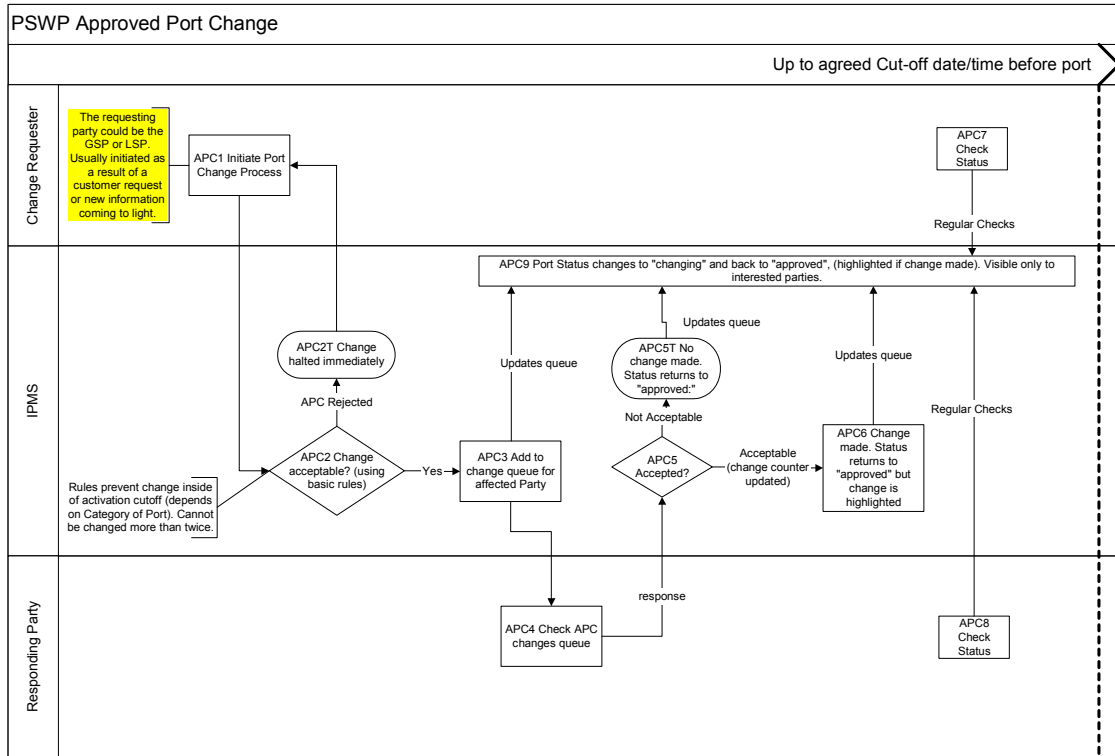 PSWP Approved Port Change
Up to agreed Cut-off date/time before port
Change Requester
The requesting
party could be the
GSP or LSP.
Usually initiated as
a result of a
customer request
or new information
coming to light.
APC1 Initiate Port
Change Process
APC7
Check
Status
Regular Checks
IPMS
APC9 Port Status changes to "changing" and back to "approved", (highlighted if change made). Visible only to
interested parties.
Updates queue
APC2T Change
halted immediately
Updates queue
APC5T No
change made.
Status returns to
"approved:"
Updates queue
APC Rejected
Not Acceptable
Regular Checks
APC2 Change
acceptable? (using
basic rules)
Yes
APC3 Add to
change queue for
affected Party
APC5
Accepted?
Acceptable
(change counter
updated)
APC6 Change
made. Status
returns to
"approved" but
change is
highlighted
Rules prevent change inside
of activation cutoff (depends
on Category of Port). Cannot
be changed more than twice.
Responding Party
response
APC4 Check APC
changes queue
APC8
Check
Status